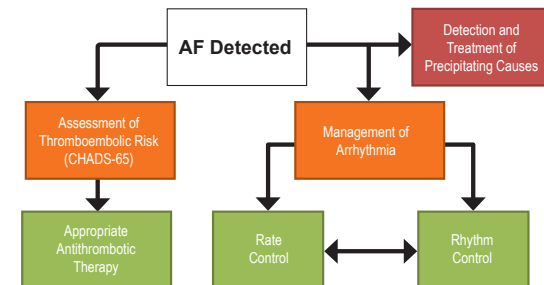 AF Detected
Detection and
Treatment of
Precipitating Causes
Assessment of
Thromboembolic Risk
(CHADS-65)
Management of
Arrhythmia
Appropriate
Antithrombotic
Therapy
Rate
Control
Rhythm
Control